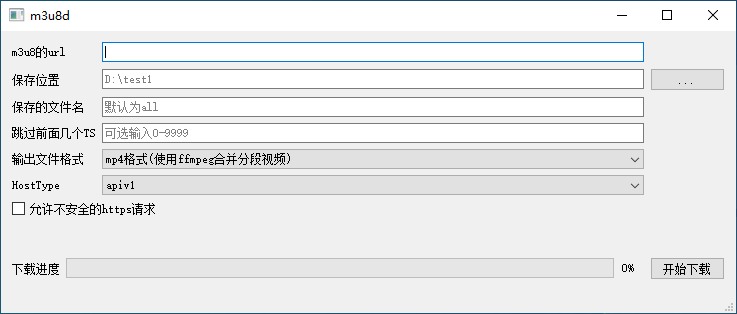 m3u8d
m3u8的url
保存位置 D:\test1 ...
保存的文件名 默认为all
跳过前面几个TS 可选输入0-9999
输出文件格式 mp4格式(使用ffmpeg合并分段视频)
HostType apiv1
允许不安全的https请求
下载进度 0% 开始下载